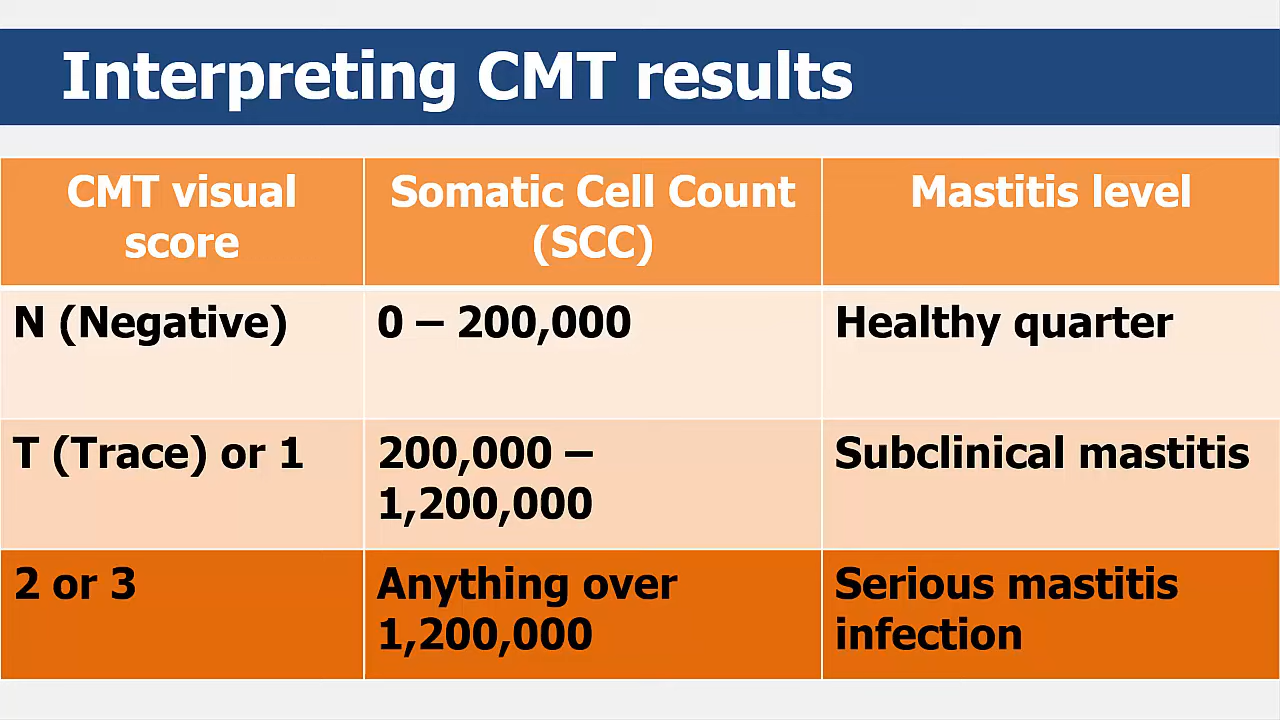 Interpreting CMT results
CMT visual
score
Somatic Cell Count
(SCC)
Mastitis level
N (Negative)
0 – 200,000
Healthy quarter
T (Trace) or 1
200,000 –
1,200,000
Subclinical mastitis
2 or 3
Anything over
1,200,000
Serious mastitis
infection